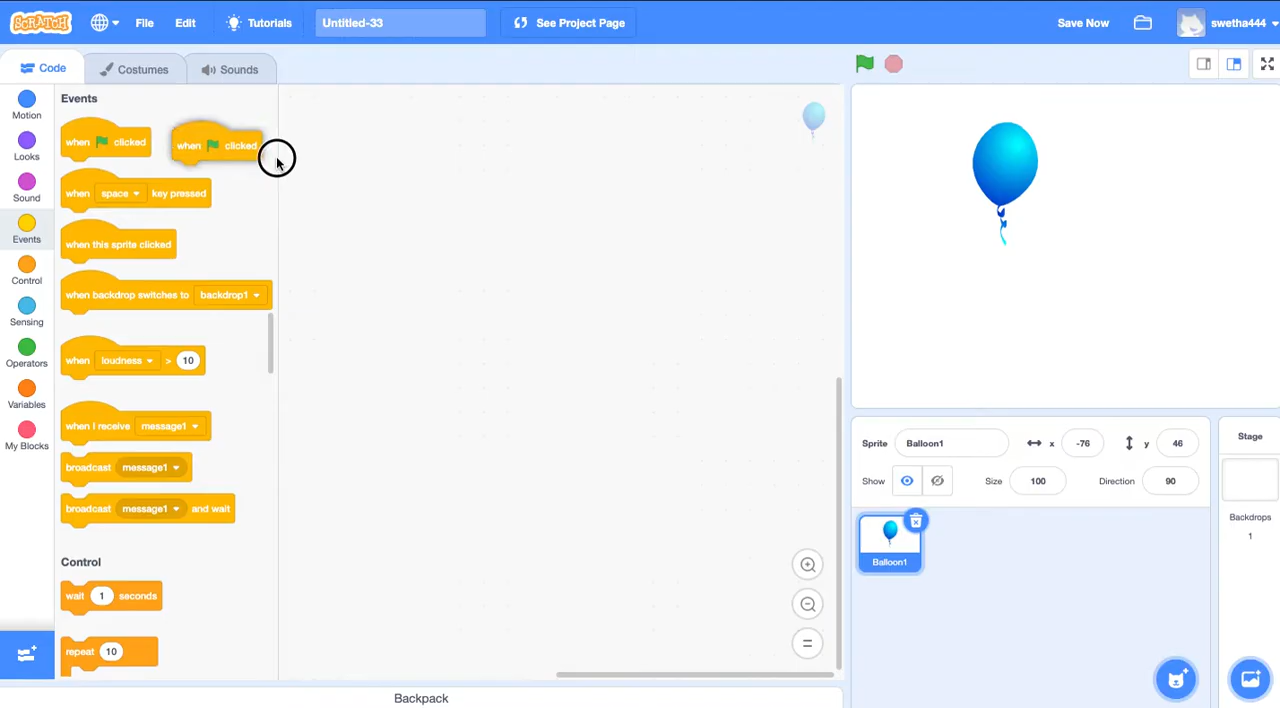 SCRATCH
File
Edit
Tutorials
Untitled-33
See Project Page
Save Now
swetha444
Code
Costumes
Sounds
Motion
Looks
Sound
Events
Control
Sensing
Operators
Variables
My Blocks
Events
when clicked
when clicked
when space key pressed
when this sprite clicked
when backdrop switches to backdrop1
when loudness > 10
when I receive message1
broadcast message1
broadcast message1 and wait
Control
wait 1 seconds
repeat 10
Backpack
Sprite Balloon1 x -76 y 46
Show Size 100 Direction 90
Balloon1
Stage
Backdrops
1